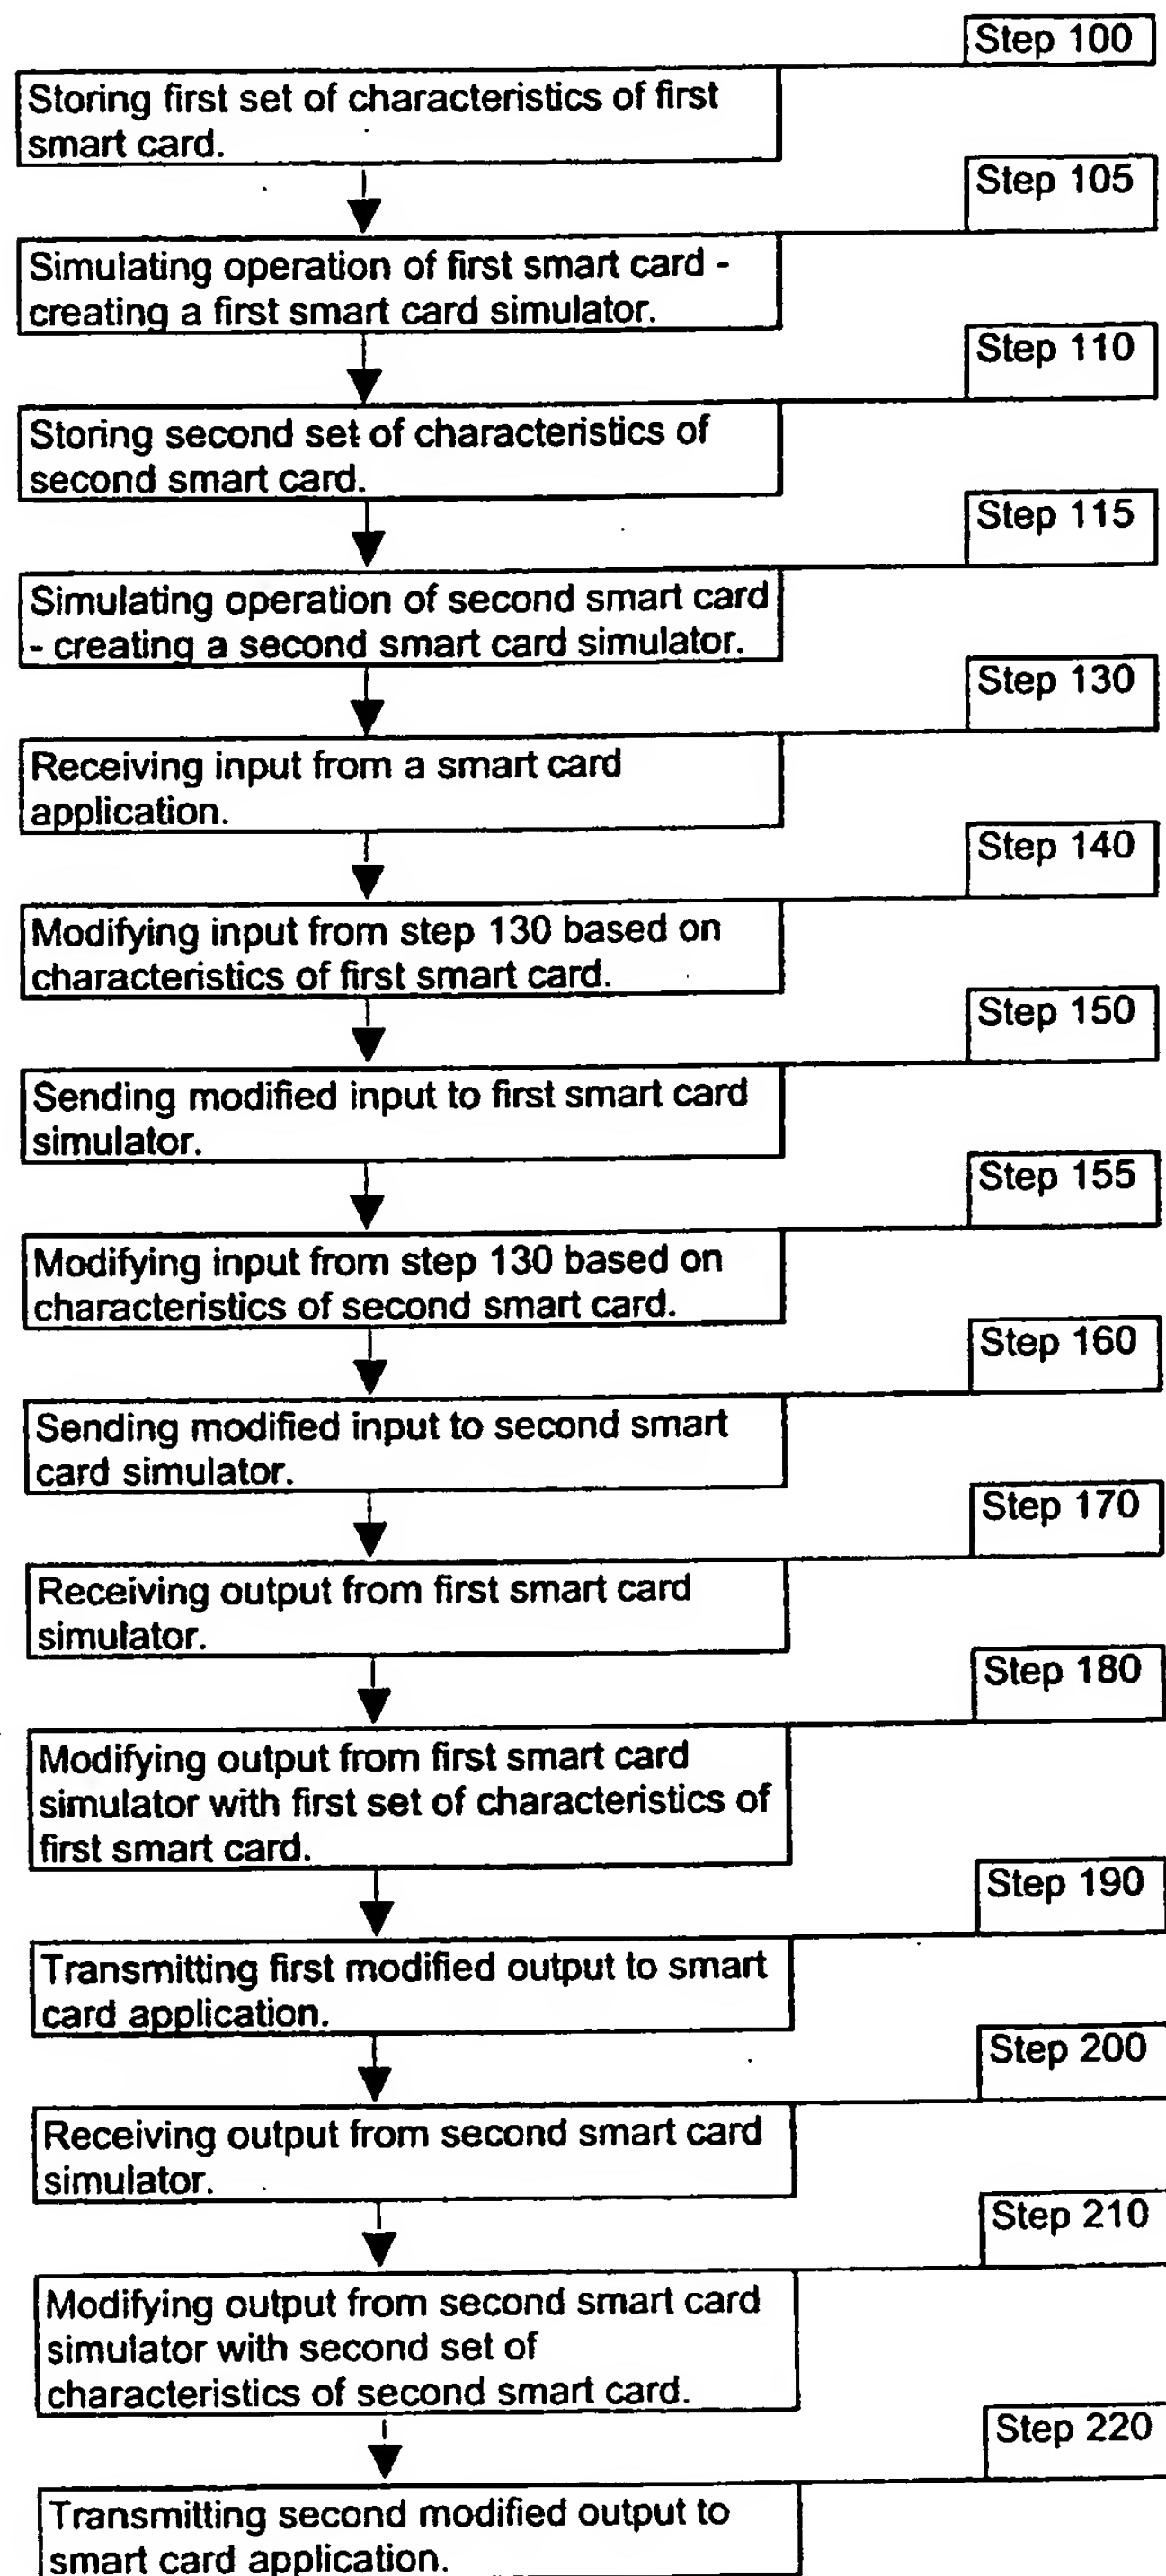 Step 100
Storing first set of characteristics of first
smart card.
Step 105
Simulating operation of first smart card -
creating a first smart card simulator.
Step 110
Storing second set of characteristics of
second smart card.
Step 115
Simulating operation of second smart card
- creating a second smart card simulator.
Step 130
Receiving input from a smart card
application.
Step 140
Modifying input from step 130 based on
characteristics of first smart card.
Step 150
Sending modified input to first smart card
simulator.
Step 155
Modifying input from step 130 based on
characteristics of second smart card.
Step 160
Sending modified input to second smart
card simulator.
Step 170
Receiving output from first smart card
simulator.
Step 180
Modifying output from first smart card
simulator with first set of characteristics of
first smart card.
Step 190
Transmitting first modified output to smart
card application.
Step 200
Receiving output from second smart card
simulator.
Step 210
Modifying output from second smart card
simulator with second set of
characteristics of second smart card.
Step 220
Transmitting second modified output to
smart card application.